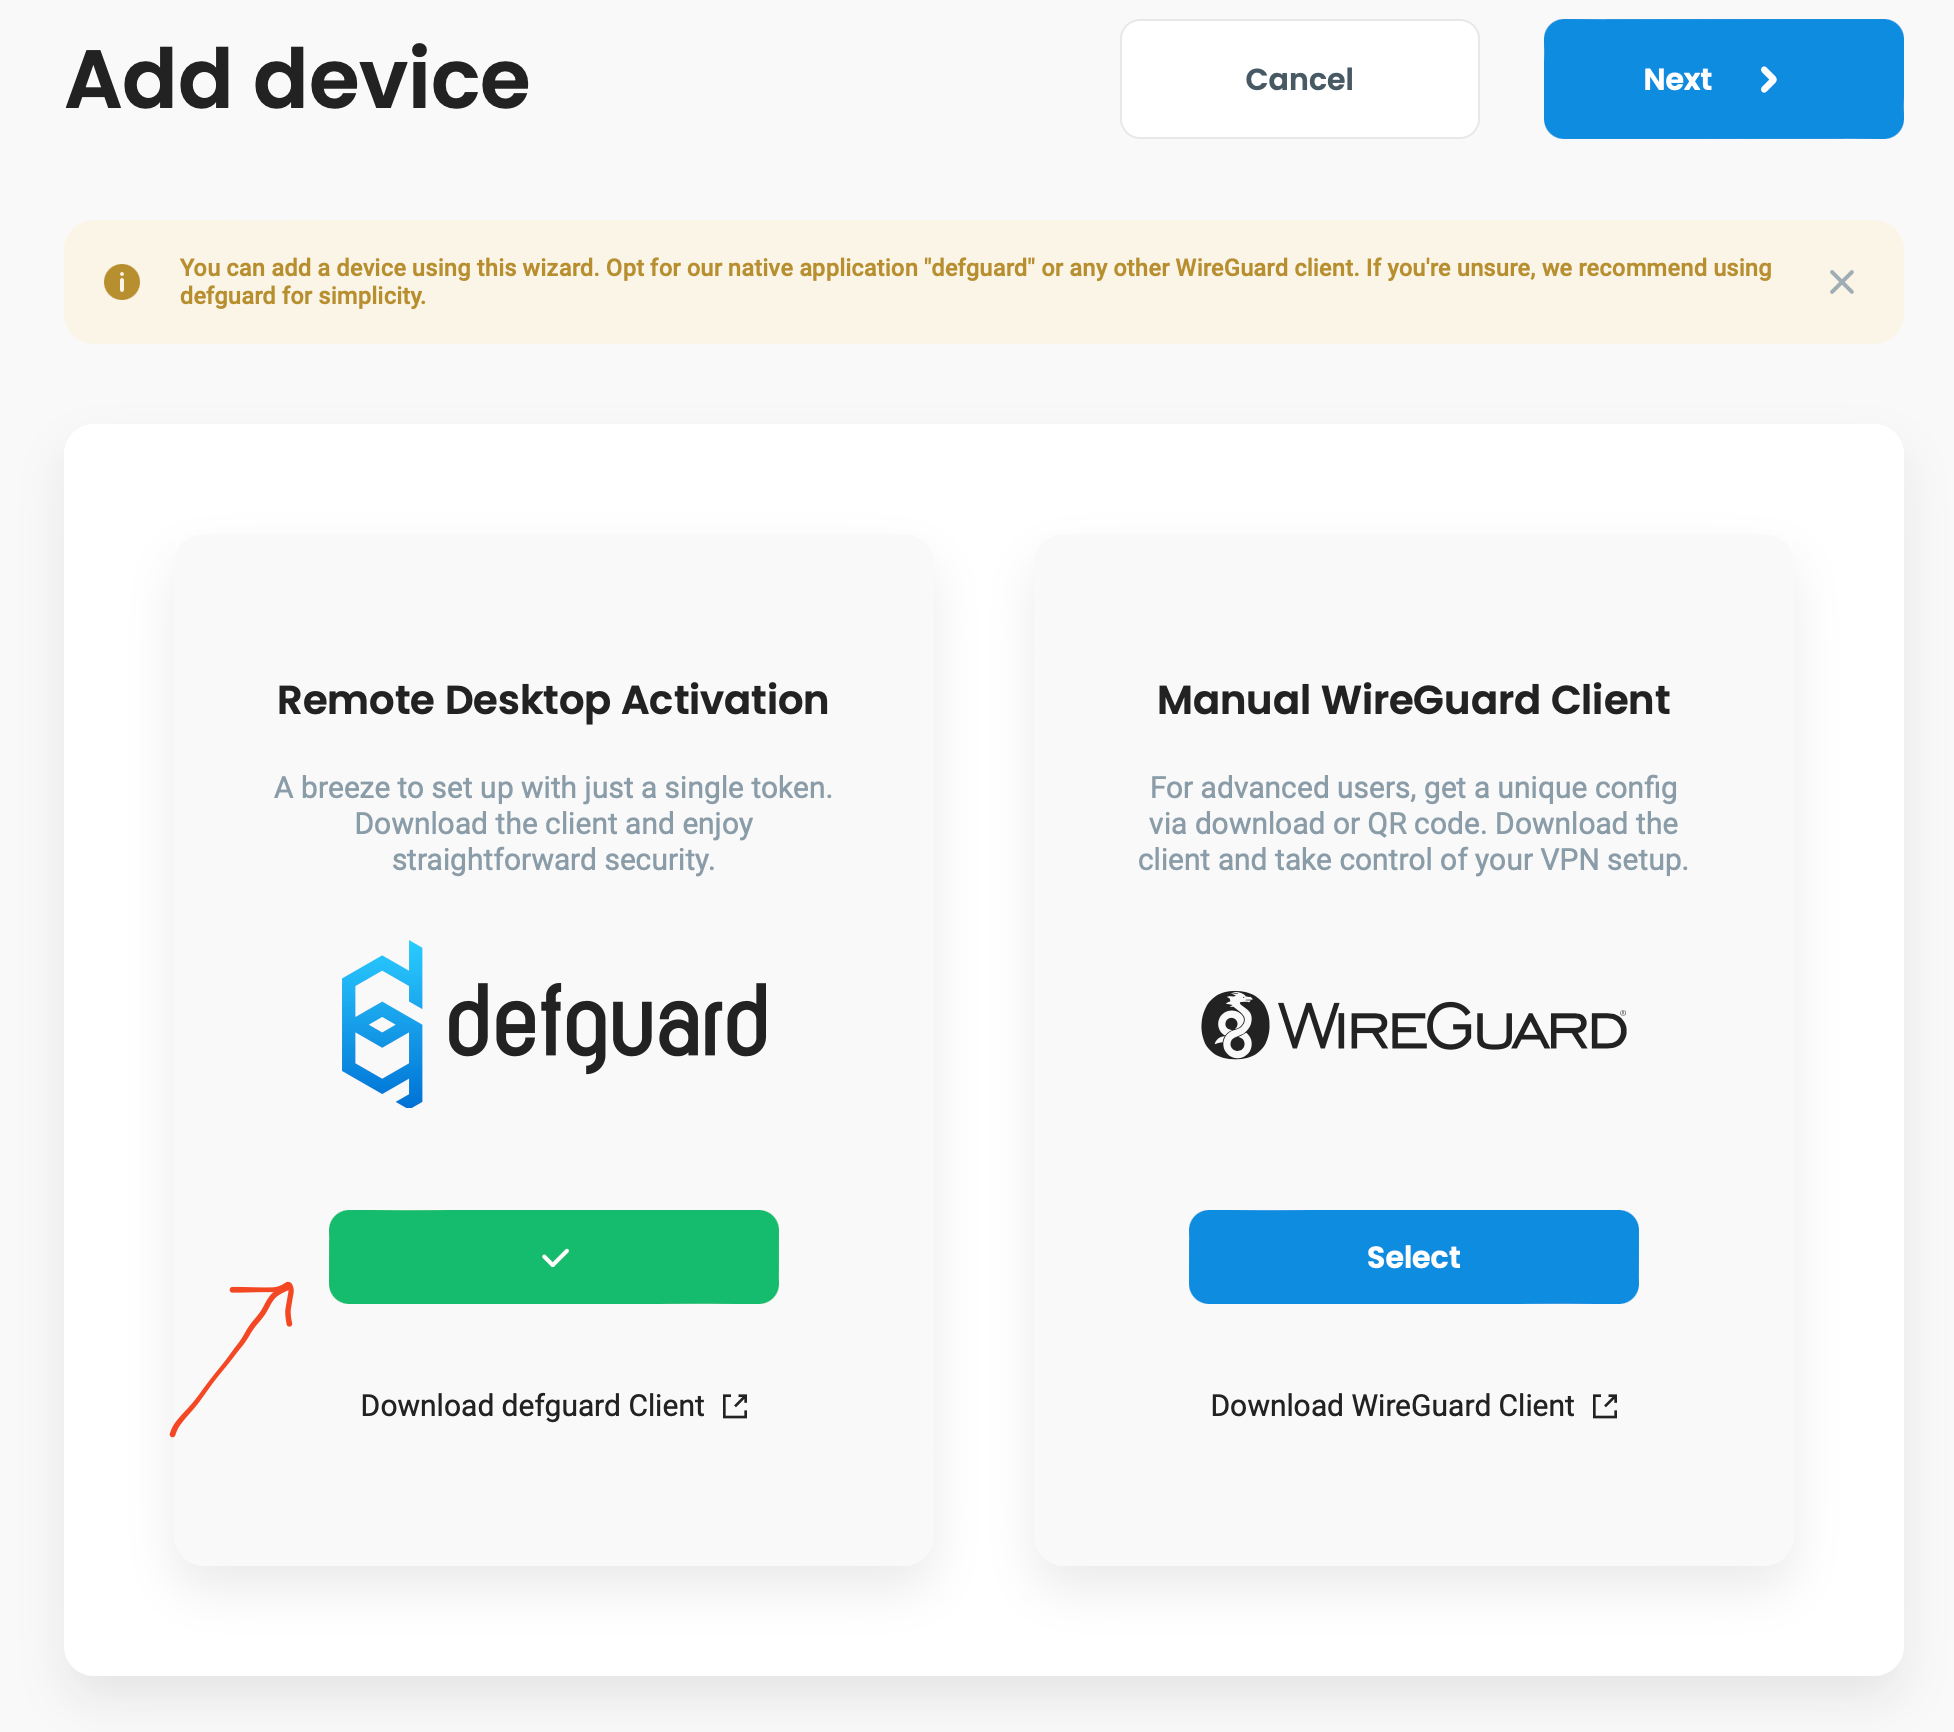 Add device
Cancel
Next
You can add a device using this wizard. Opt for our native application "defguard" or any other WireGuard client. If you're unsure, we recommend using
defguard for simplicity.
Remote Desktop Activation
A breeze to set up with just a single token.
Download the client and enjoy
straightforward security.
defguard
Download defguard Client
Manual WireGuard Client
For advanced users, get a unique config
via download or QR code. Download the
client and take control of your VPN setup.
WIREGUARD®
Select
Download WireGuard Client